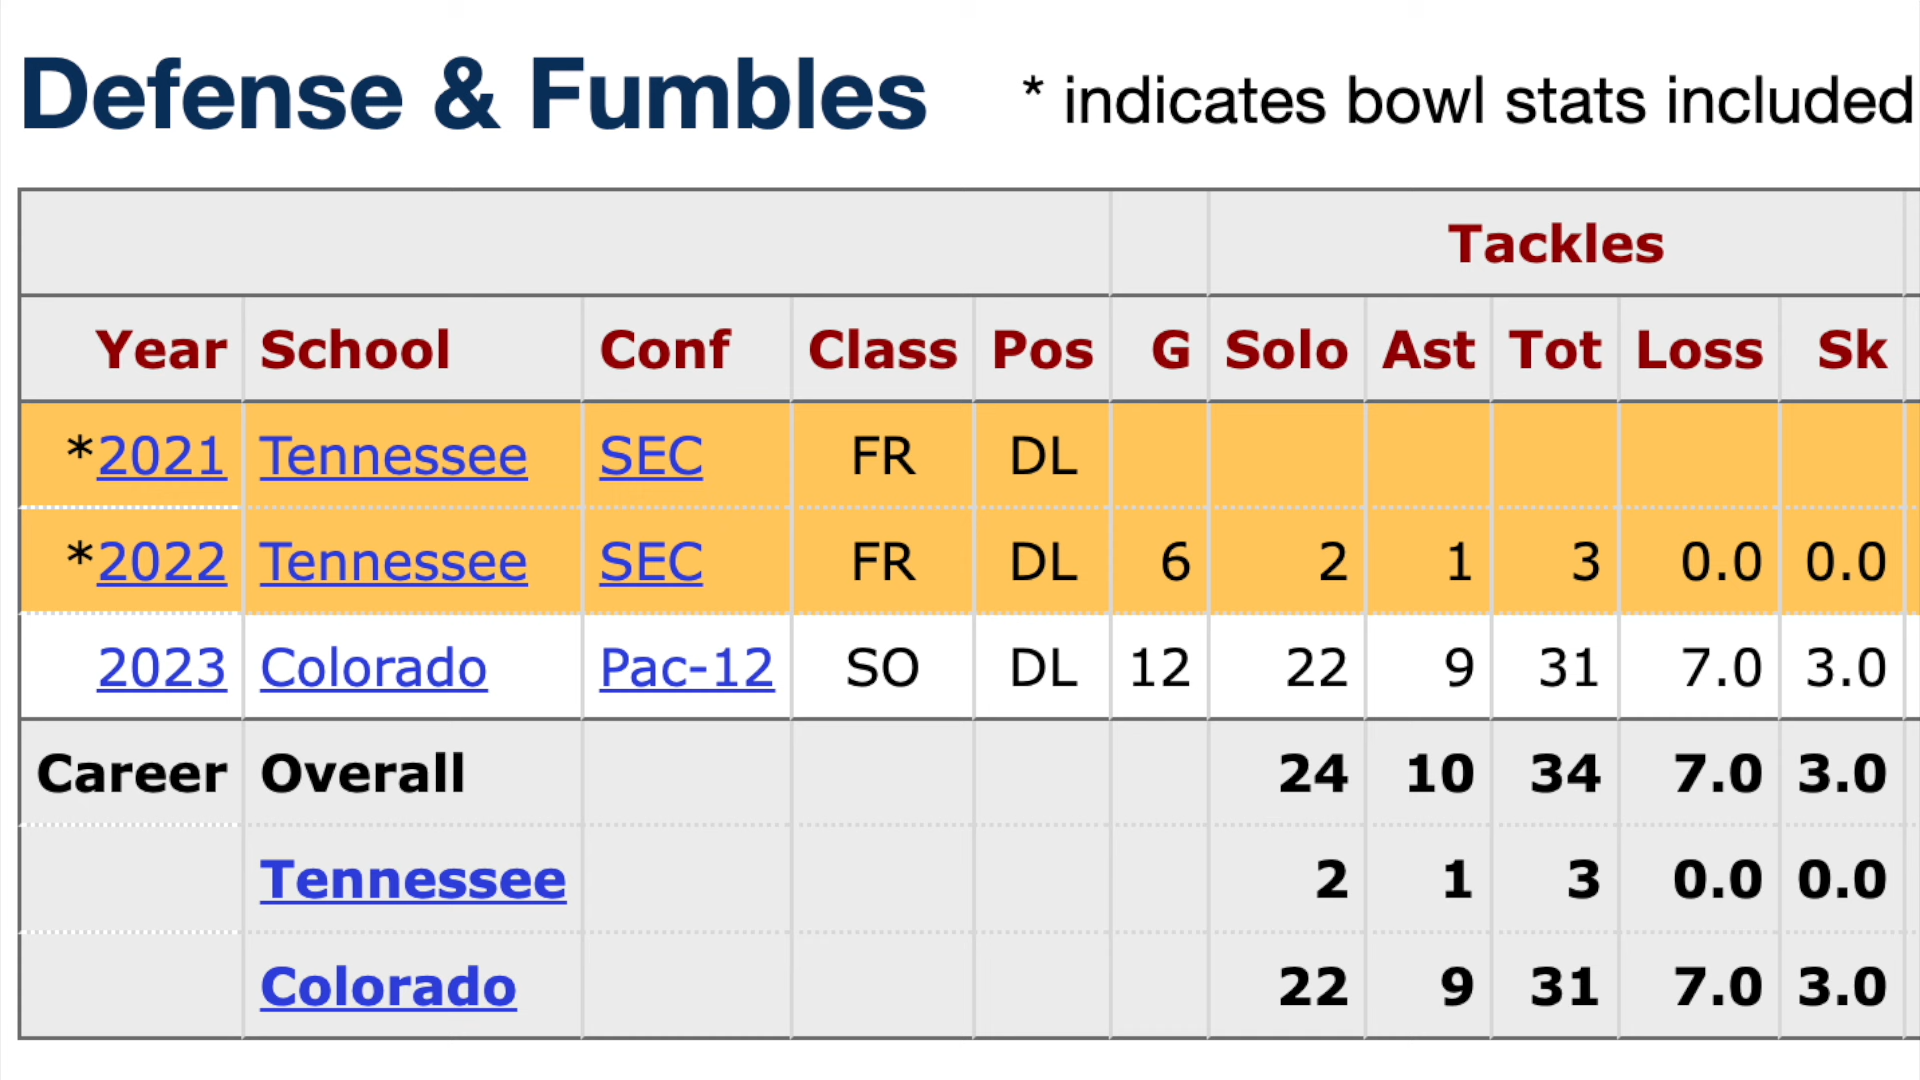 Defense & Fumbles * indicates bowl stats included
Tackles
Year School Conf Class Pos G Solo Ast Tot Loss Sk
*2021 Tennessee SEC FR DL
*2022 Tennessee SEC FR DL 6 2 1 3 0.0 0.0
2023 Colorado Pac-12 SO DL 12 22 9 31 7.0 3.0
Career Overall 24 10 34 7.0 3.0
Tennessee 2 1 3 0.0 0.0
Colorado 22 9 31 7.0 3.0